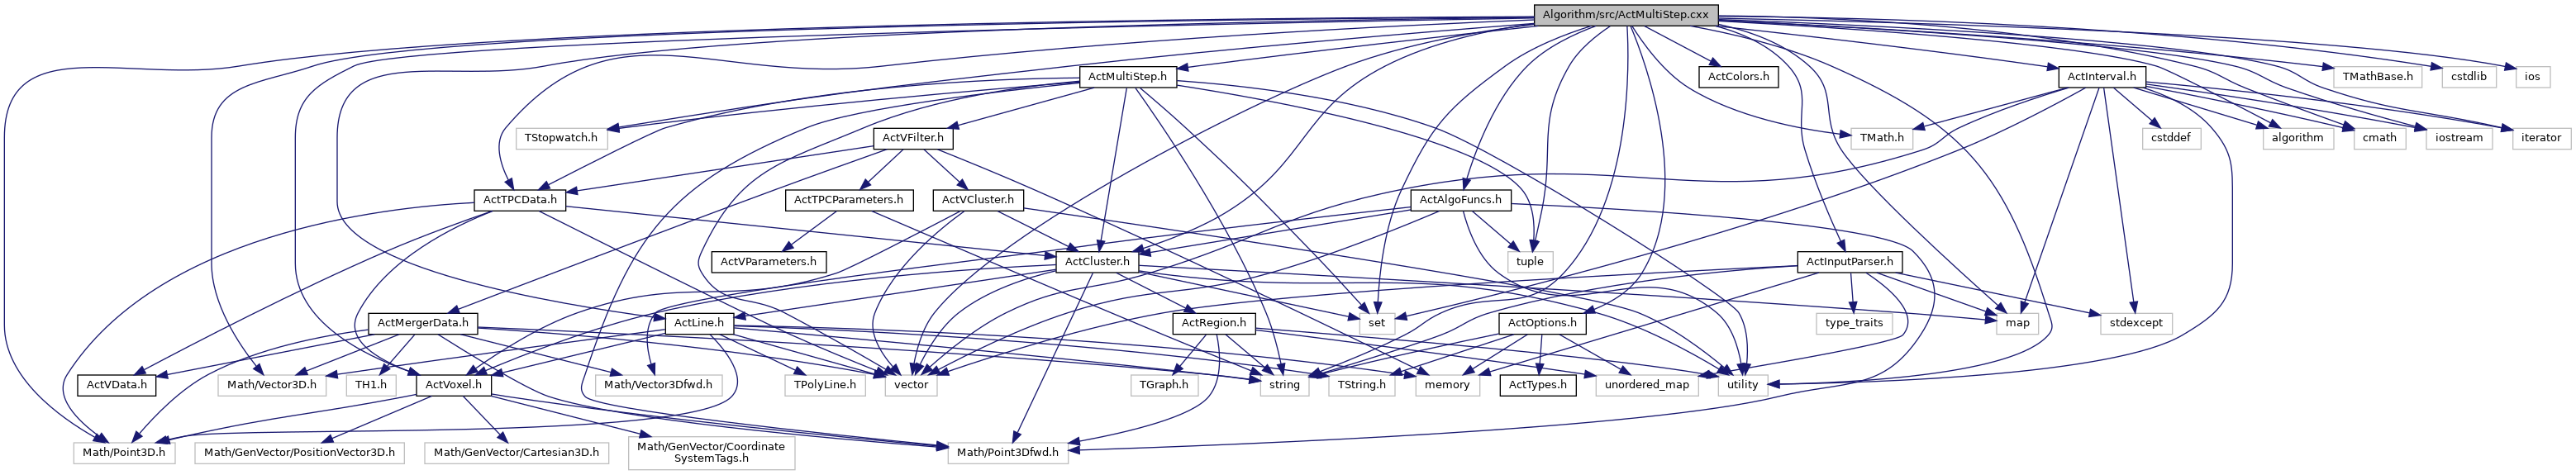 Algorithm/src/ActMultiStep.cxx
ActMultiStep.h
ActColors.h
ActInterval.h
TMathBase.h
cstdlib
ios
TStopwatch.h
ActVFilter.h
TMath.h
cstddef
algorithm
cmath
iostream
iterator
ActTPCData.h
ActTPCParameters.h
ActVCluster.h
ActAlgoFuncs.h
ActVParameters.h
ActCluster.h
tuple
ActInputParser.h
ActMergerData.h
ActLine.h
ActRegion.h
set
ActOptions.h
type_traits
map
stdexcept
ActVData.h
Math/Vector3D.h
TH1.h
ActVoxel.h
Math/Vector3Dfwd.h
TPolyLine.h
vector
TGraph.h
string
TString.h
memory
ActTypes.h
unordered_map
utility
Math/Point3D.h
Math/GenVector/PositionVector3D.h
Math/GenVector/Cartesian3D.h
Math/GenVector/Coordinate
SystemTags.h
Math/Point3Dfwd.h